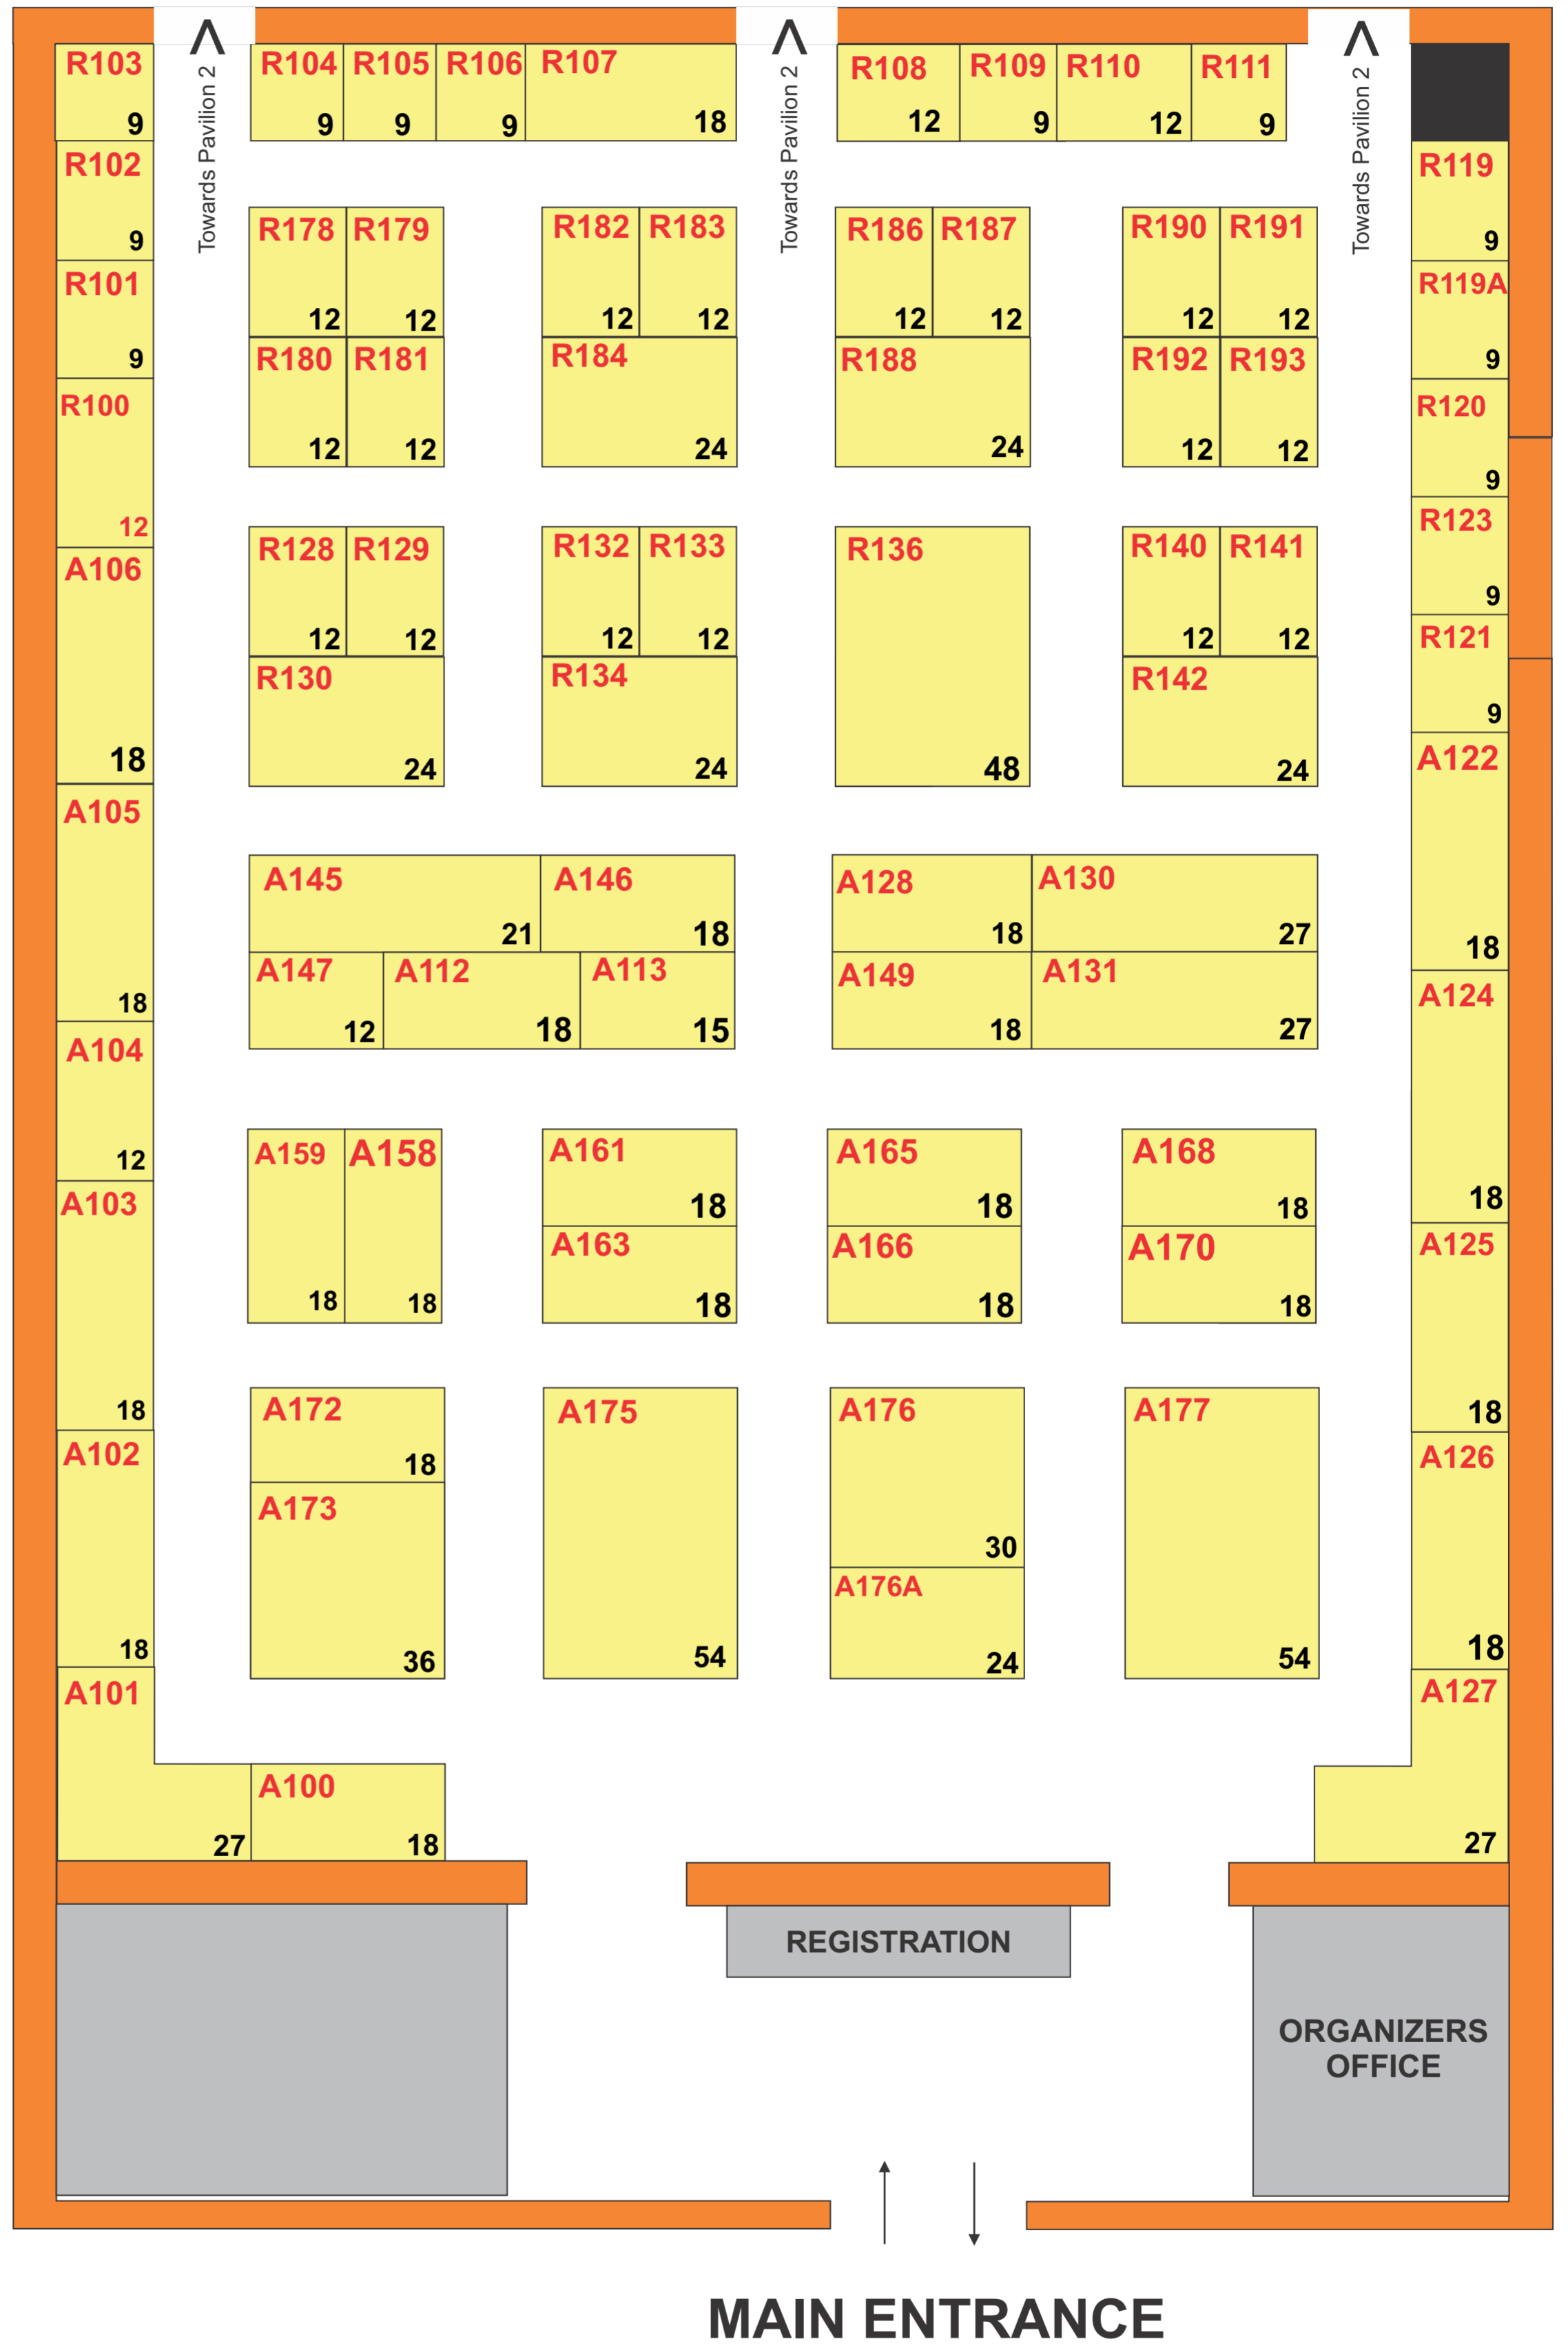 R103
9
>
Towards Pavilion 2
R104
9
R105
9
R106
9
R107
18
>
Towards Pavilion 2
R108
12
R109
9
R110
12
R111
9
>
Towards Pavilion 2
R102
9
R101
9
R100
12
A106
18
A105
18
A104
12
A103
18
A102
18
A101
27
A100
18
R178
12
R179
12
R180
12
R181
12
R182
12
R183
12
R184
24
R186
12
R187
12
R188
24
R190
12
R191
12
R192
12
R193
12
R128
12
R129
12
R130
24
R132
12
R133
12
R134
24
R136
48
R140
12
R141
12
R142
24
A145
21
A146
18
A147
12
A112
18
A113
15
A128
18
A130
27
A149
18
A131
27
A159
18
A158
18
A161
18
A163
18
A165
18
A166
18
A168
18
A170
18
A172
18
A173
36
A175
54
A176
30
A176A
24
A177
54
R119
9
R119A
9
R120
9
R123
9
R121
9
A122
18
A124
18
A125
18
A126
18
A127
27
REGISTRATION
ORGANIZERS
OFFICE
MAIN ENTRANCE